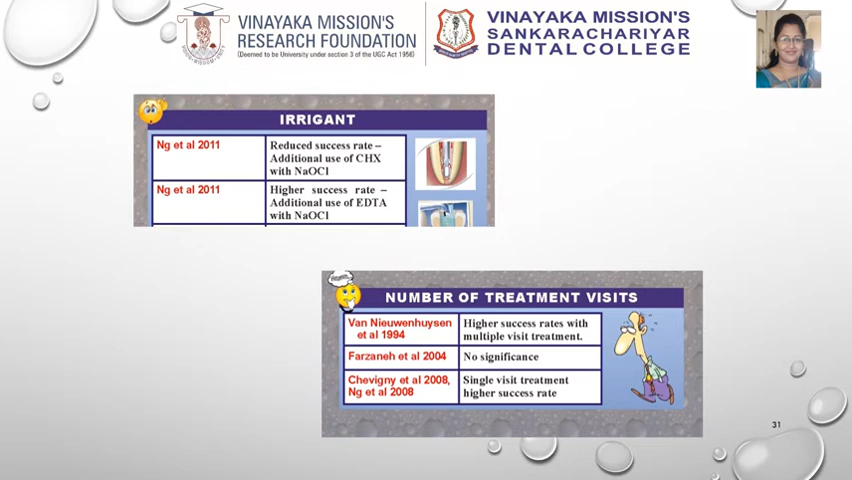 VINAYAKA MISSION'S
RESEARCH FOUNDATION
(Deemed to be University under section 3 of the UGC Act 1956)
VINAYAKA MISSION'S
SANKARACHARIYAR
DENTAL COLLEGE
IRRIGANT
Ng et al 2011
Reduced success rate –
Additional use of CHX
with NaOCl
Ng et al 2011
Higher success rate –
Additional use of EDTA
with NaOCl
NUMBER OF TREATMENT VISITS
Van Nieuwenhuysen
et al 1994
Higher success rates with
multiple visit treatment.
Farzaneh et al 2004
No significance
Chevigny et al 2008,
Ng et al 2008
Single visit treatment
higher success rate
31